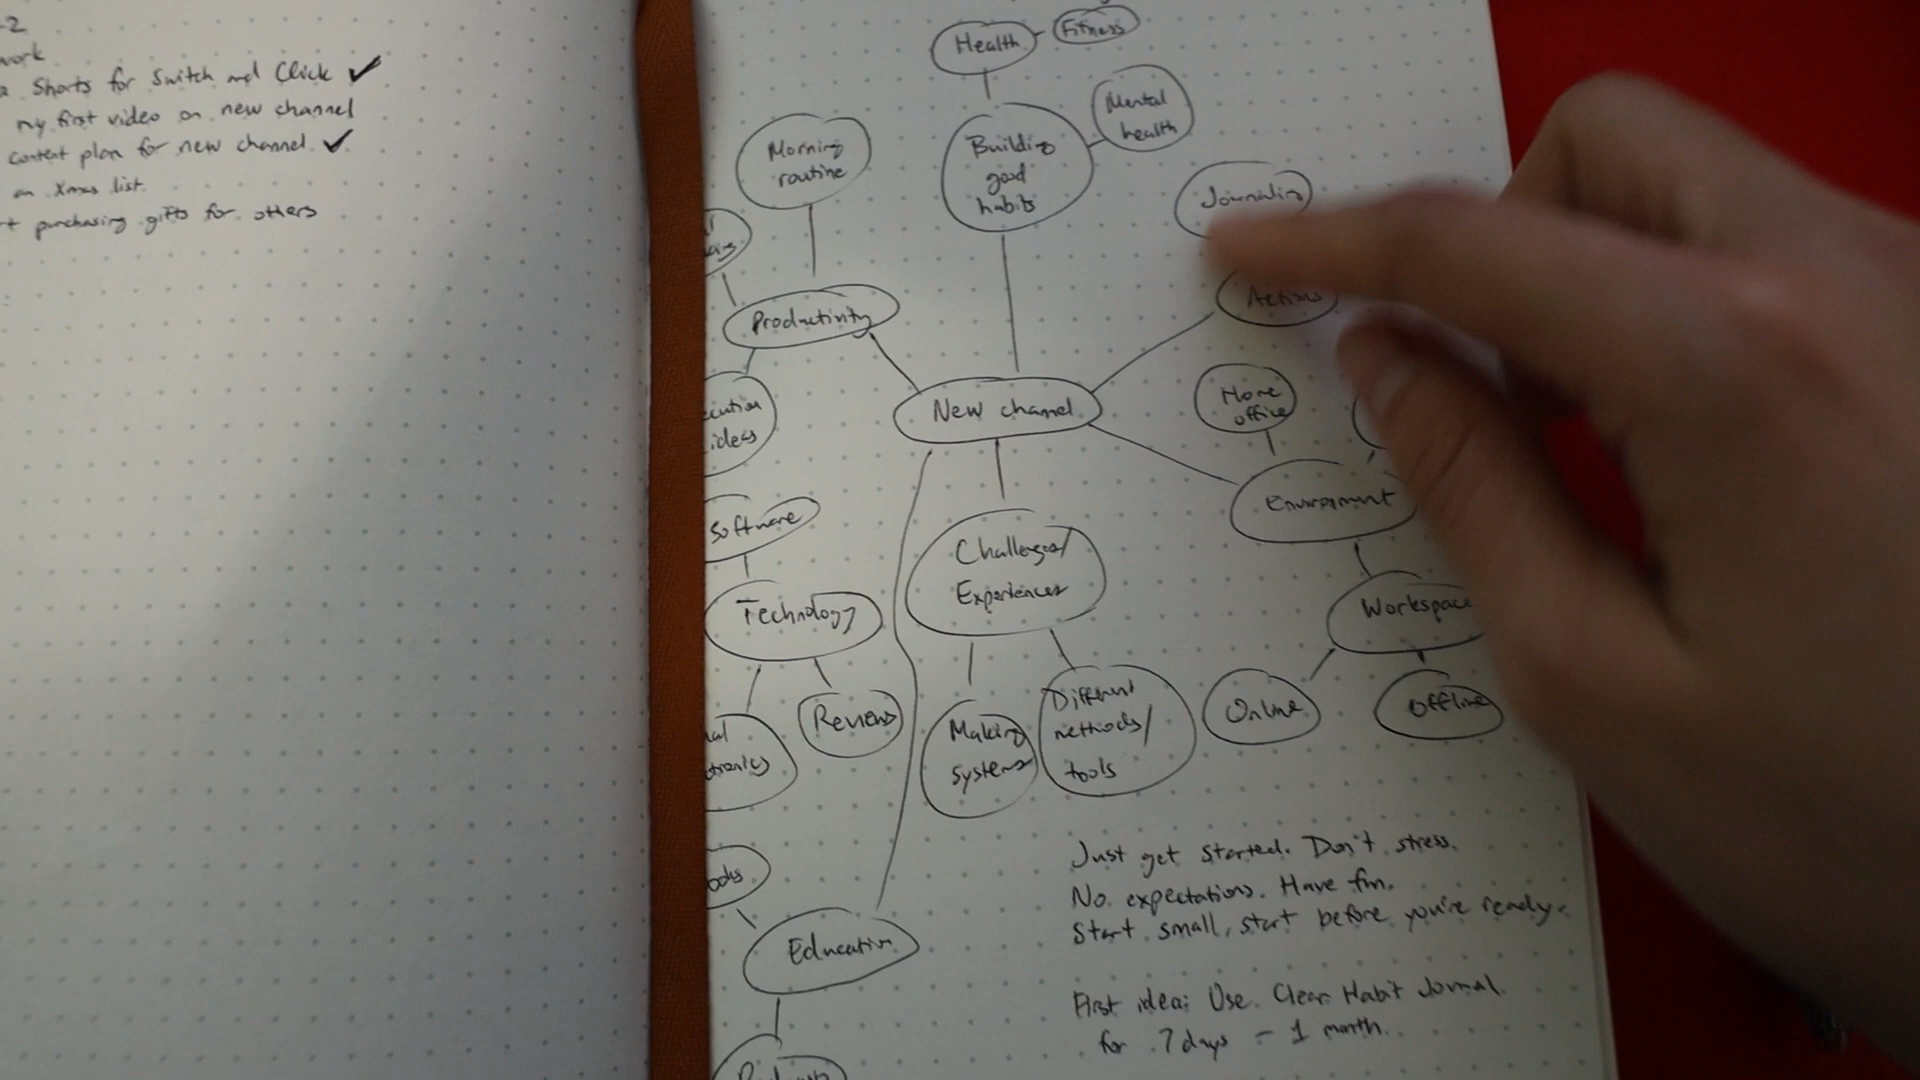 -2
work
Shorts for Switch and Click ✔
my first video on new channel
content plan for new channel ✔
an Xmas list
purchasing gifts for others
Health
Fitness
Mental
health
Morning
routine
Building
good
habits
Journaling
Productivity
Actions
New channel
Home
office
ideas
Environment
Software
Challenges/
Experiences
Technology
Workspace
Reviews
Making
systems
Different
methods/
tools
Online
Offline
Just get started. Don't stress.
No expectations. Have fun.
Start small, start before you're ready.
Education
First idea: Use Clear Habit Journal
for 7 days - 1 month.